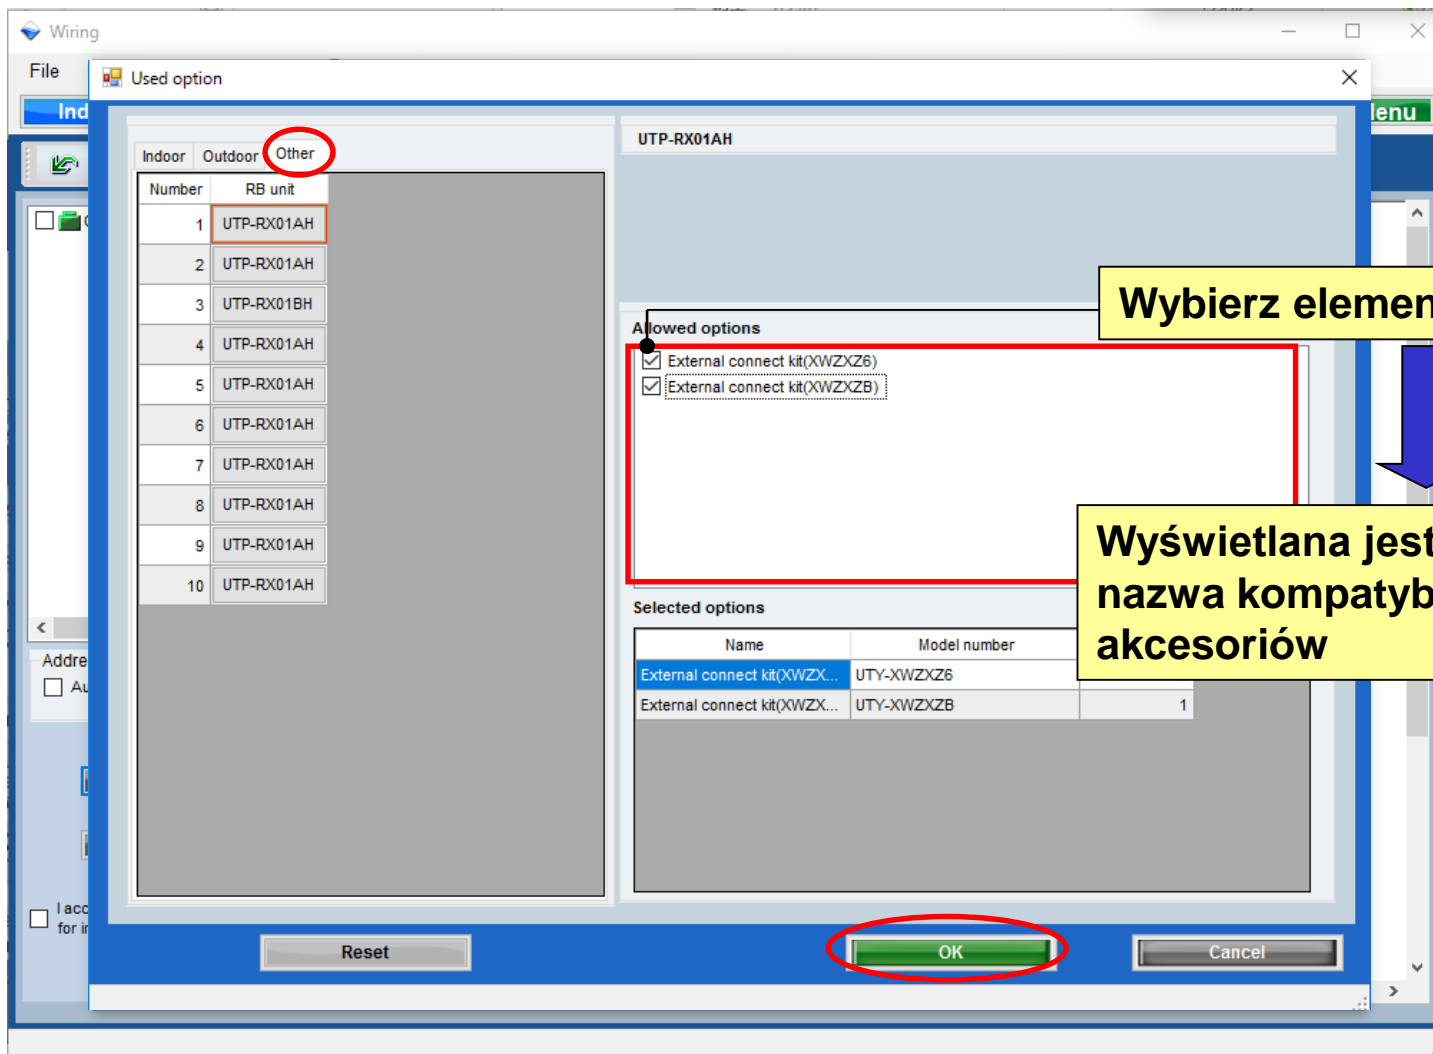 Wiring
File
Used option
Indoor Outdoor Other
UTP-RX01AH
Number RB unit
1 UTP-RX01AH
2 UTP-RX01AH
3 UTP-RX01BH
4 UTP-RX01AH
5 UTP-RX01AH
6 UTP-RX01AH
7 UTP-RX01AH
8 UTP-RX01AH
9 UTP-RX01AH
10 UTP-RX01AH
Wybierz elemen
Allowed options
External connect kit(XWZXZ6)
External connect kit(XWZXZB)
Wyświetlana jest
nazwa kompatyb
akcesoriów
Selected options
Name Model number
External connect kit(XWZX... UTY-XWZXZ6
External connect kit(XWZX... UTY-XWZXZB 1
Ind
enu
Addre
Au
I acc
for in
Reset OK Cancel